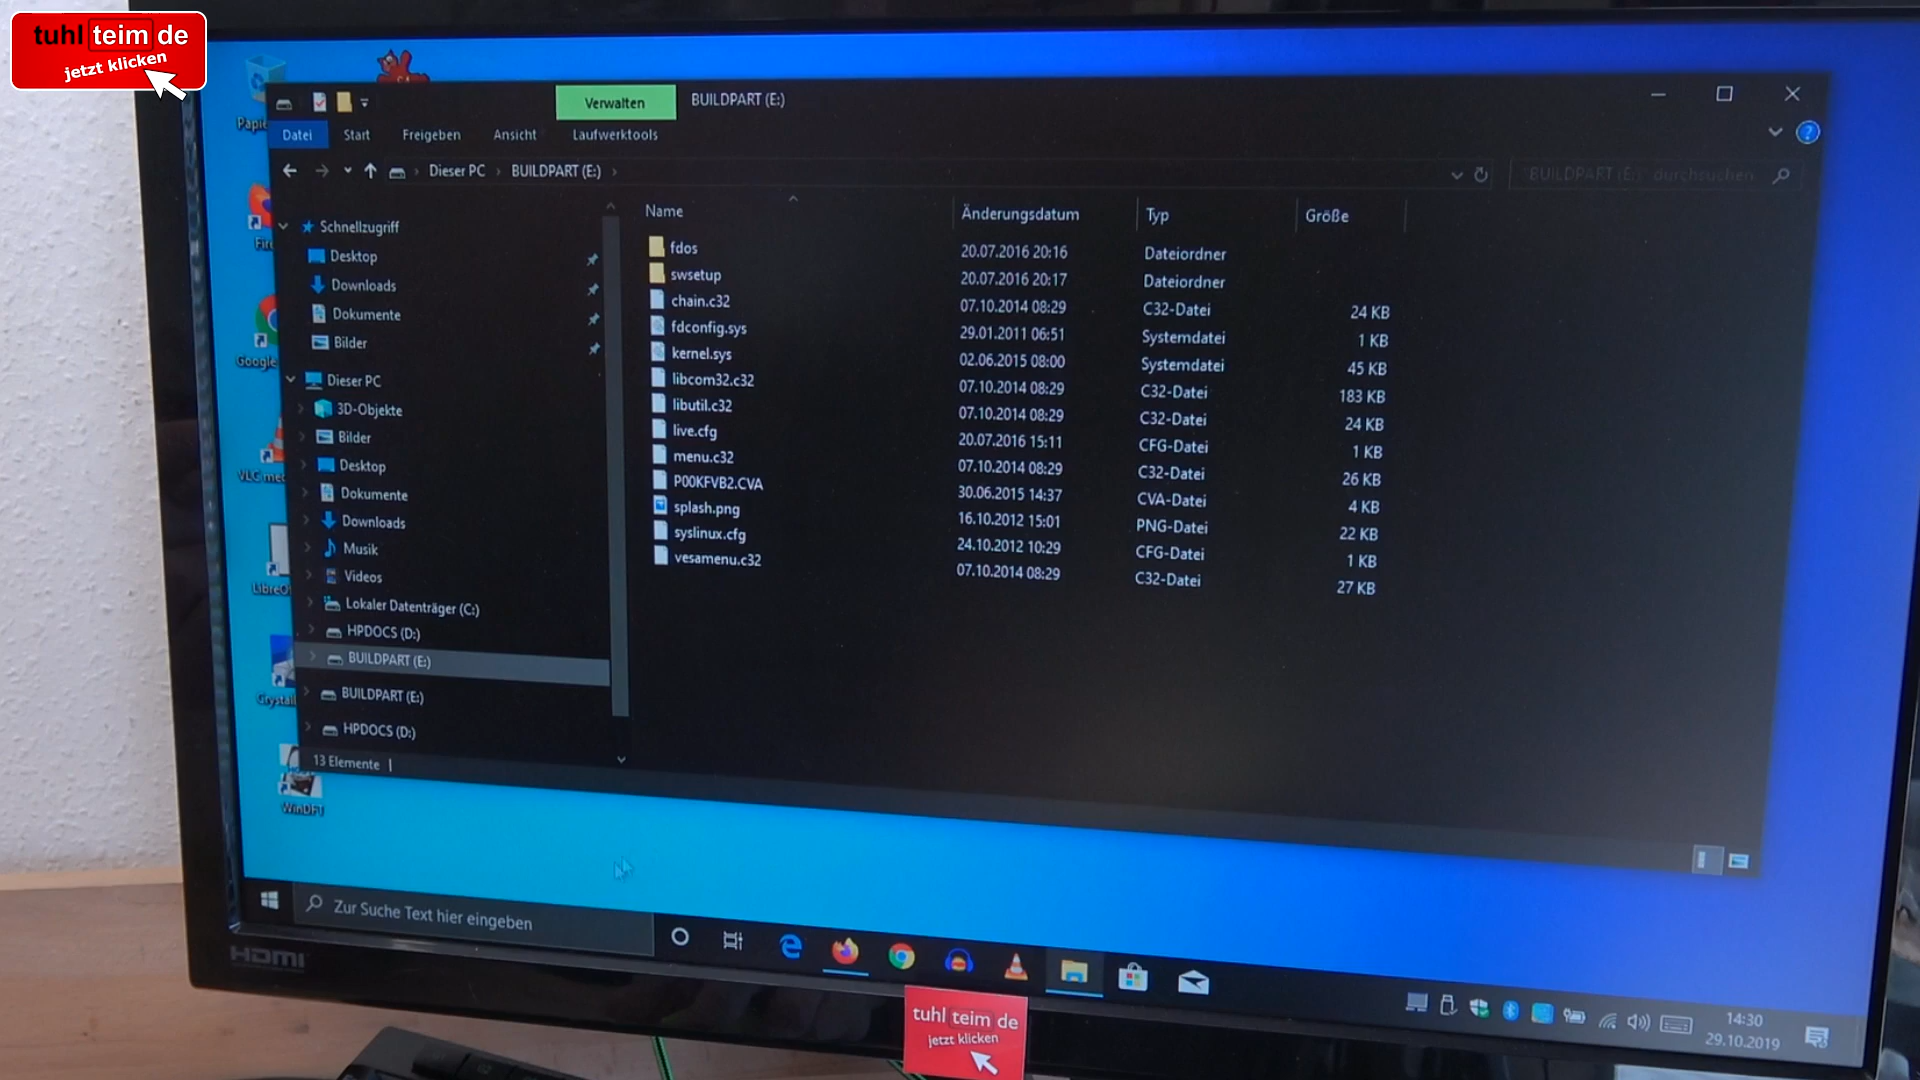 tuhl teim de
jetzt klicken
Verwalten
BUILDPART (E:)
Datei
Start
Freigeben
Ansicht
Laufwerktools
Dieser PC
BUILDPART (E:)
"BUILDPART (E:)" durchsuchen
Name
Änderungsdatum
Typ
Größe
Schnellzugriff
Desktop
Downloads
Dokumente
Bilder
Dieser PC
3D-Objekte
Bilder
Desktop
Dokumente
Downloads
Musik
Videos
Lokaler Datenträger (C:)
HPDOCS (D:)
BUILDPART (E:)
BUILDPART (E:)
HPDOCS (D:)
13 Elemente
fdos 20.07.2016 20:16 Dateiordner
swsetup 20.07.2016 20:17 Dateiordner
chain.c32 07.10.2014 08:29 C32-Datei 24 KB
fdconfig.sys 29.01.2011 06:51 Systemdatei 1 KB
kernel.sys 02.06.2015 08:00 Systemdatei 45 KB
libcom32.c32 07.10.2014 08:29 C32-Datei 183 KB
libutil.c32 07.10.2014 08:29 C32-Datei 24 KB
live.cfg 20.07.2016 15:11 CFG-Datei 1 KB
menu.c32 07.10.2014 08:29 C32-Datei 26 KB
P00KFVB2.CVA 30.06.2015 14:37 CVA-Datei 4 KB
splash.png 16.10.2012 15:01 PNG-Datei 22 KB
syslinux.cfg 24.10.2012 10:29 CFG-Datei 1 KB
vesamenu.c32 07.10.2014 08:29 C32-Datei 27 KB
Google
WinDFT
Zur Suche Text hier eingeben
14:30
29.10.2019
HDMI
tuhl teim de
jetzt klicken